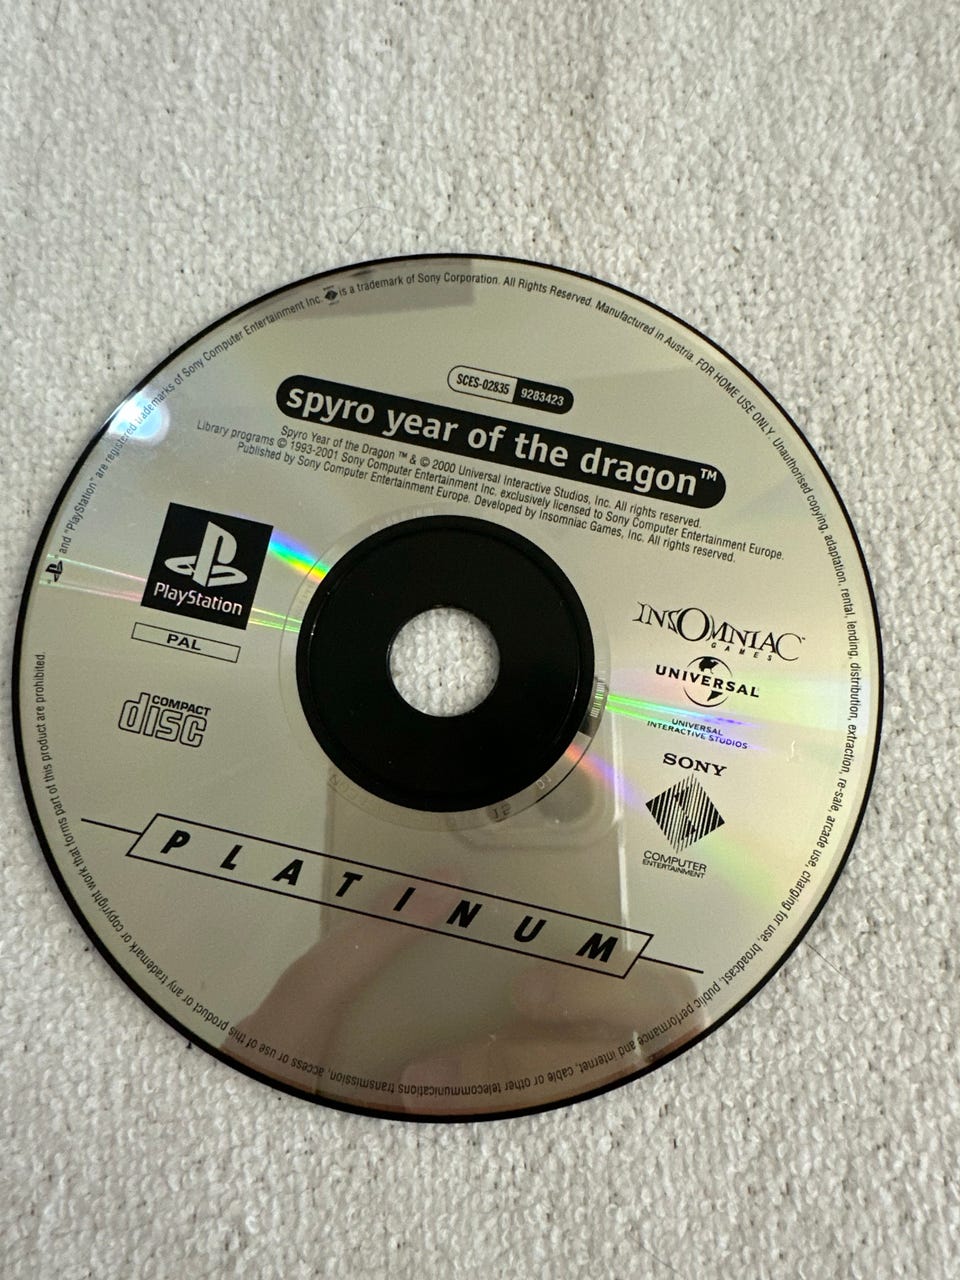 SCES-02835 9283423
spyro year of the dragon™
Spyro Year of the Dragon ™ & © 2000 Universal Interactive Studios, Inc. All rights reserved.
Library programs © 1993-2001 Sony Computer Entertainment Inc. exclusively licensed to Sony Computer Entertainment Europe.
Published by Sony Computer Entertainment Europe. Developed by Insomniac Games, Inc. All rights reserved.
PlayStation
PAL
COMPACT
disc
INSOMNIAC
GAMES
UNIVERSAL
UNIVERSAL
INTERACTIVE STUDIOS
SONY
COMPUTER
ENTERTAINMENT
PLATINUM
and "PlayStation" are registered trademarks of Sony Computer Entertainment Inc. is a trademark of Sony Corporation. All Rights Reserved. Manufactured in Austria. FOR HOME USE ONLY. Unauthorised copying, adaptation, rental, lending, distribution, extraction, re-sale, arcade use, charging for use, broadcast, public performance and internet, cable or other telecommunications transmission, access or use of this product or any trademark or copyright work that forms part of this product are prohibited.